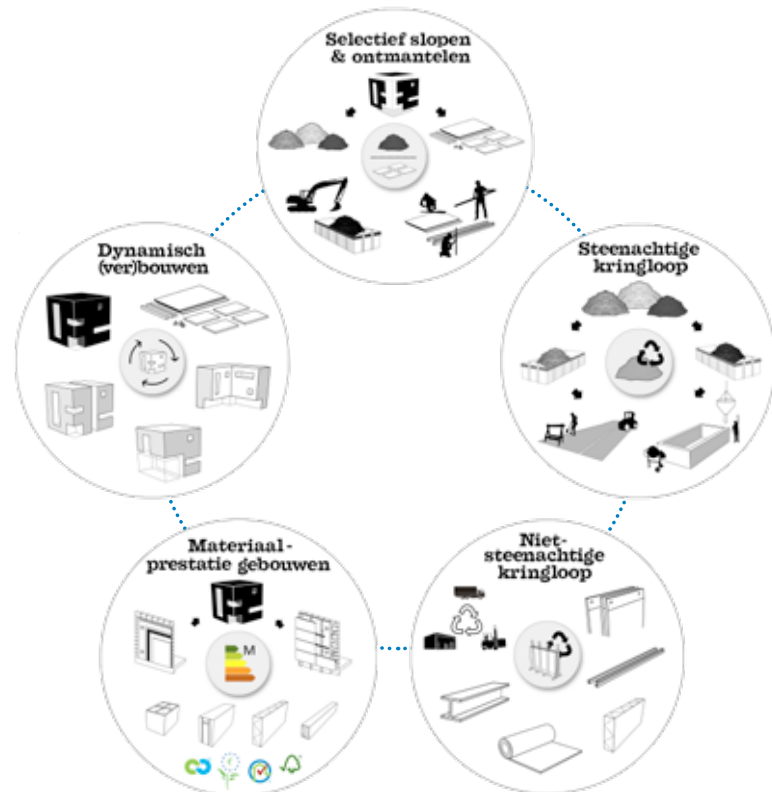 Selectief slopen
& ontmantelen
Dynamisch
(ver)bouwen
Steenachtige
kringloop
Materiaal-
prestatie gebouwen
M
Niet-
steenachtige
kringloop